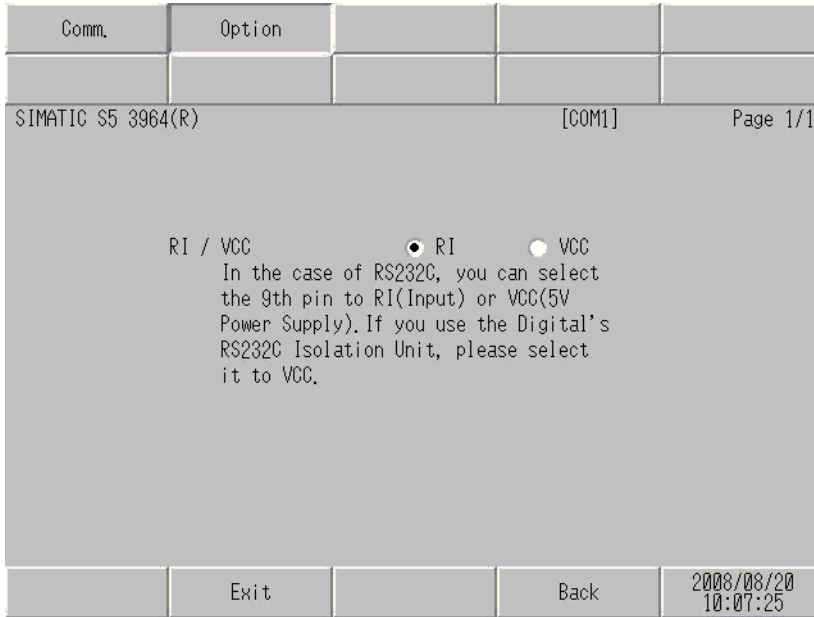 Comm. Option
SIMATIC S5 3964(R) [COM1] Page 1/1
RI / VCC RI VCC
In the case of RS232C, you can select
the 9th pin to RI(Input) or VCC(5V
Power Supply).If you use the Digital's
RS232C Isolation Unit, please select
it to VCC.
Exit Back 2008/08/20
10:07:25